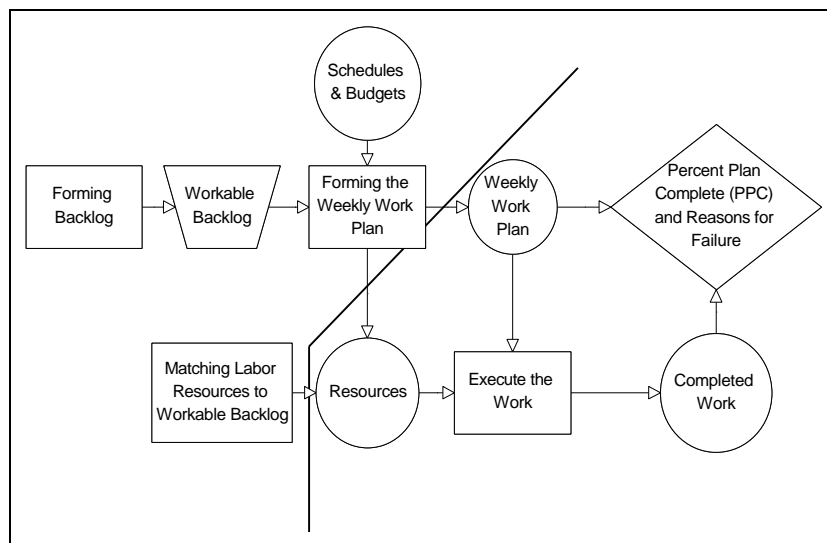 Schedules
& Budgets
Forming
Backlog
Workable
Backlog
Forming the
Weekly Work
Plan
Weekly
Work
Plan
Percent Plan
Complete (PPC)
and Reasons for
Failure
Matching Labor
Resources to
Workable Backlog
Resources
Execute the
Work
Completed
Work